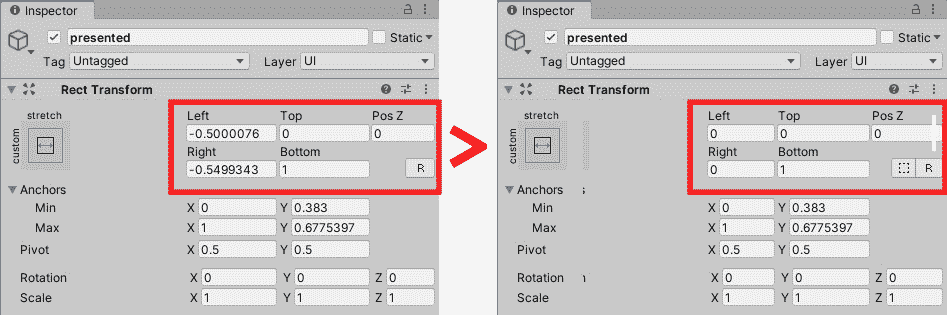 Inspector
presented Static
Tag Untagged Layer UI
Rect Transform
stretch
custom
Left Top Pos Z
-0.5000076 0 0
Right Bottom
-0.5499343 1 R
Anchors
Min X 0 Y 0.383
Max X 1 Y 0.6775397
Pivot X 0.5 Y 0.5
Rotation X 0 Y 0 Z 0
Scale X 1 Y 1 Z 1
>
Inspector
presented Static
Tag Untagged Layer UI
Rect Transform
stretch
custom
Left Top Pos Z
0 0 0
Right Bottom
0 1 R
Anchors
Min X 0 Y 0.383
Max X 1 Y 0.6775397
Pivot X 0.5 Y 0.5
Rotation X 0 Y 0 Z 0
Scale X 1 Y 1 Z 1